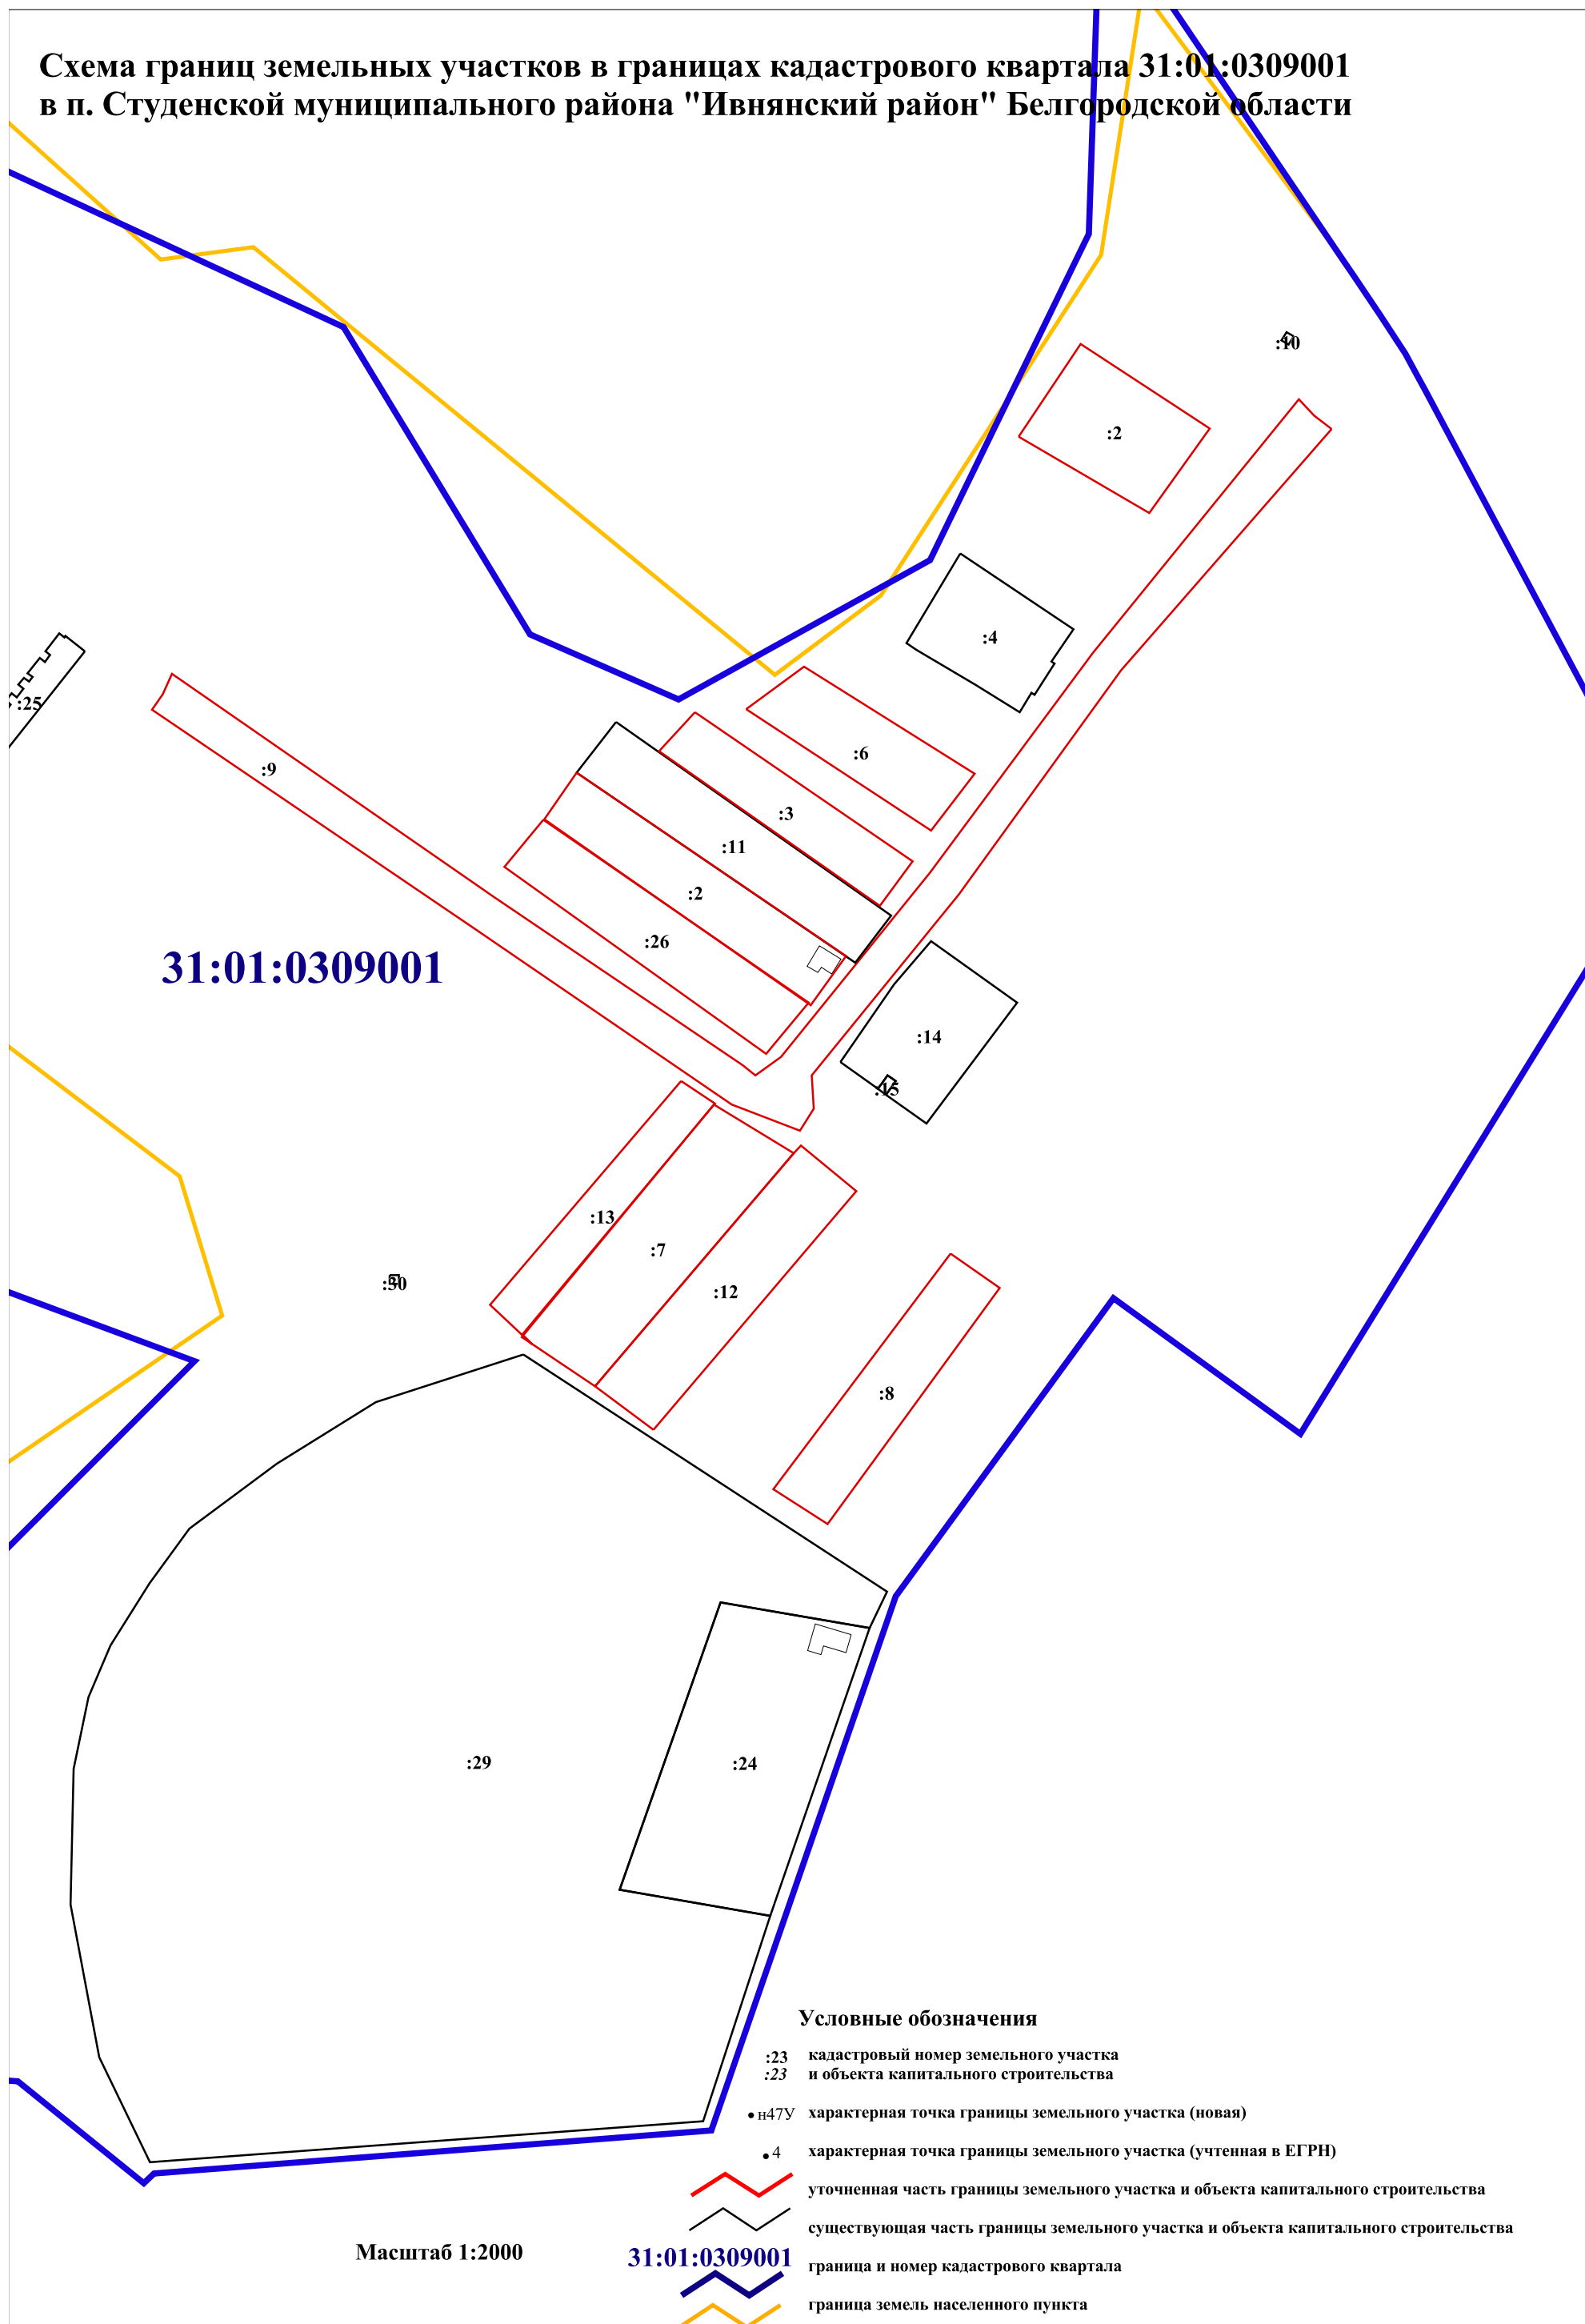 Схема границ земельных участков в границах кадастрового квартала 31:01:0309001
в п. Студенской муниципального района "Ивнянский район" Белгородской области
:10
:2
:4
:25
:6
:9
:3
:11
:2
:26
31:01:0309001
:14
:15
:13
:7
:30
:12
:8
:29
:24
Условные обозначения
:23 кадастровый номер земельного участка
:23 и объекта капитального строительства
н47У характерная точка границы земельного участка (новая)
4 характерная точка границы земельного участка (учтенная в ЕГРН)
уточненная часть границы земельного участка и объекта капитального строительства
существующая часть границы земельного участка и объекта капитального строительства
Масштаб 1:2000
31:01:0309001 граница и номер кадастрового квартала
граница земель населенного пункта